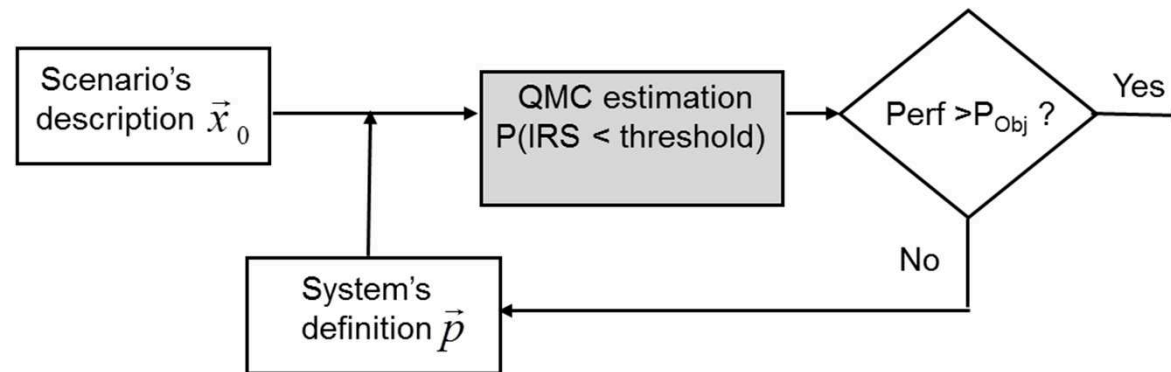 Scenario's
description x⃗₀
QMC estimation
P(IRS < threshold)
Perf >P_Obj ?
Yes
No
System's
definition p⃗